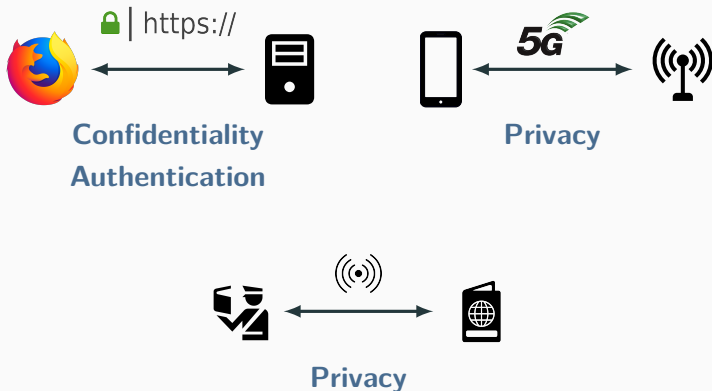 https://
5G
Confidentiality
Authentication
Privacy
Privacy